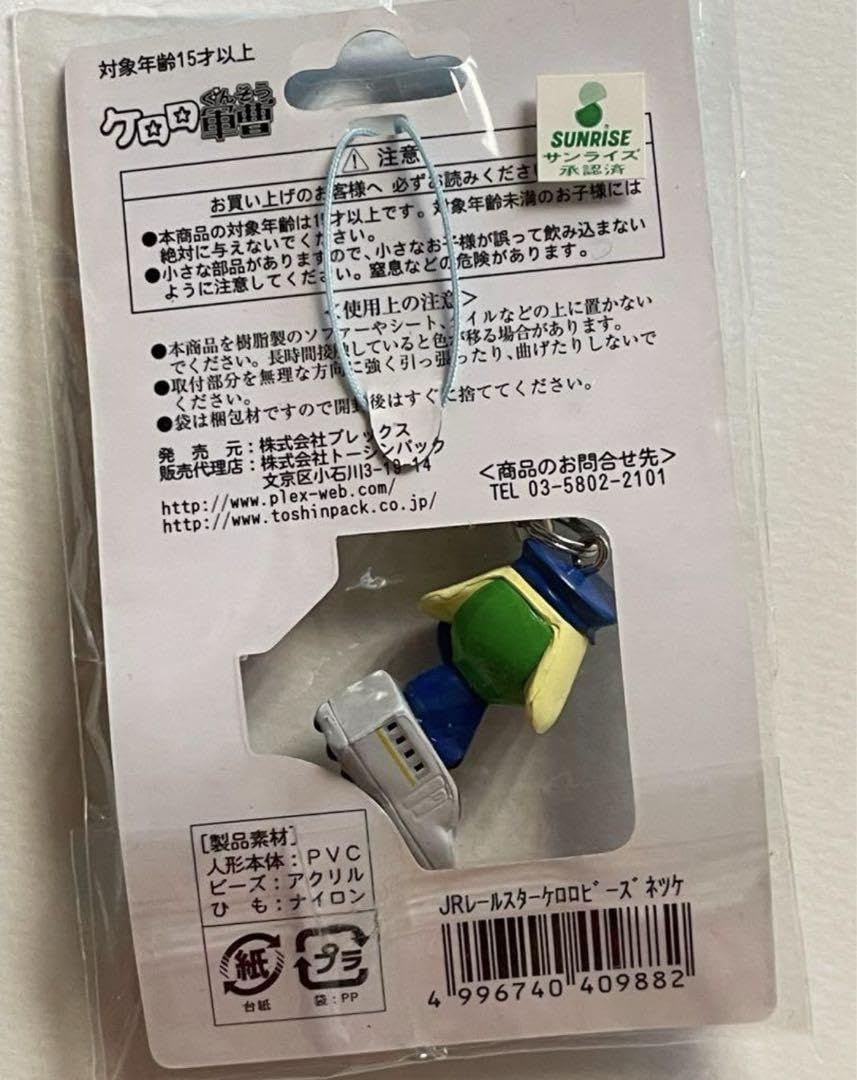 対象年齢15才以上
ケロロ軍曹
ぐんそう
SUNRISE
サンライズ
承認済
⚠ 注意
お買い上げのお客様へ 必ずお読みくださ
●本商品の対象年齢は15才以上です。対象年齢未満のお子様には
絶対に与えないでください。
●小さな部品がありますので、小さなお子様が誤って飲み込まない
ように注意してください。窒息などの危険があります。
<使用上の注意>
●本商品を樹脂製のソファーやシート、タイルなどの上に置かない
でください。長時間接触していると色が移る場合があります。
●取付部分を無理な方向に強く引っ張ったり、曲げたりしないで
ください。
●袋は梱包材ですので開封後はすぐに捨ててください。
発売元:株式会社プレックス
販売代理店:株式会社トーシンパック
文京区小石川3-19-14
http://www.plex-web.com/
http://www.toshinpack.co.jp/
<商品のお問合せ先>
TEL 03-5802-2101
[製品素材]
人形本体:PVC
ビーズ:アクリル
ひも:ナイロン
紙
台紙
プラ
袋:PP
JRレールスターケロロビーズネツケ
4 996740 409882